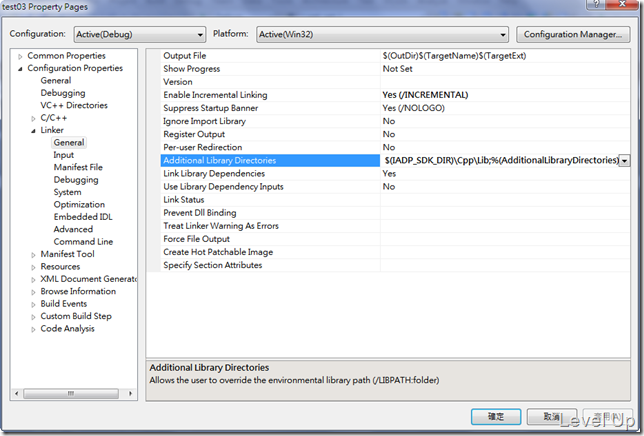 test03 Property Pages
Configuration: Active(Debug) Platform: Active(Win32) Configuration Manager...
Common Properties
Configuration Properties
General
Debugging
VC++ Directories
C/C++
Linker
General
Input
Manifest File
Debugging
System
Optimization
Embedded IDL
Advanced
Command Line
Manifest Tool
Resources
XML Document Generato
Browse Information
Build Events
Custom Build Step
Code Analysis
Output File $(OutDir)$(TargetName)$(TargetExt)
Show Progress Not Set
Version
Enable Incremental Linking Yes (/INCREMENTAL)
Suppress Startup Banner Yes (/NOLOGO)
Ignore Import Library No
Register Output No
Per-user Redirection No
Additional Library Directories $(IADP_SDK_DIR)\Cpp\Lib;%(AdditionalLibraryDirectories)
Link Library Dependencies Yes
Use Library Dependency Inputs No
Link Status
Prevent Dll Binding
Treat Linker Warning As Errors
Force File Output
Create Hot Patchable Image
Specify Section Attributes
Additional Library Directories
Allows the user to override the environmental library path (/LIBPATH:folder)
確定 取消
Level Up